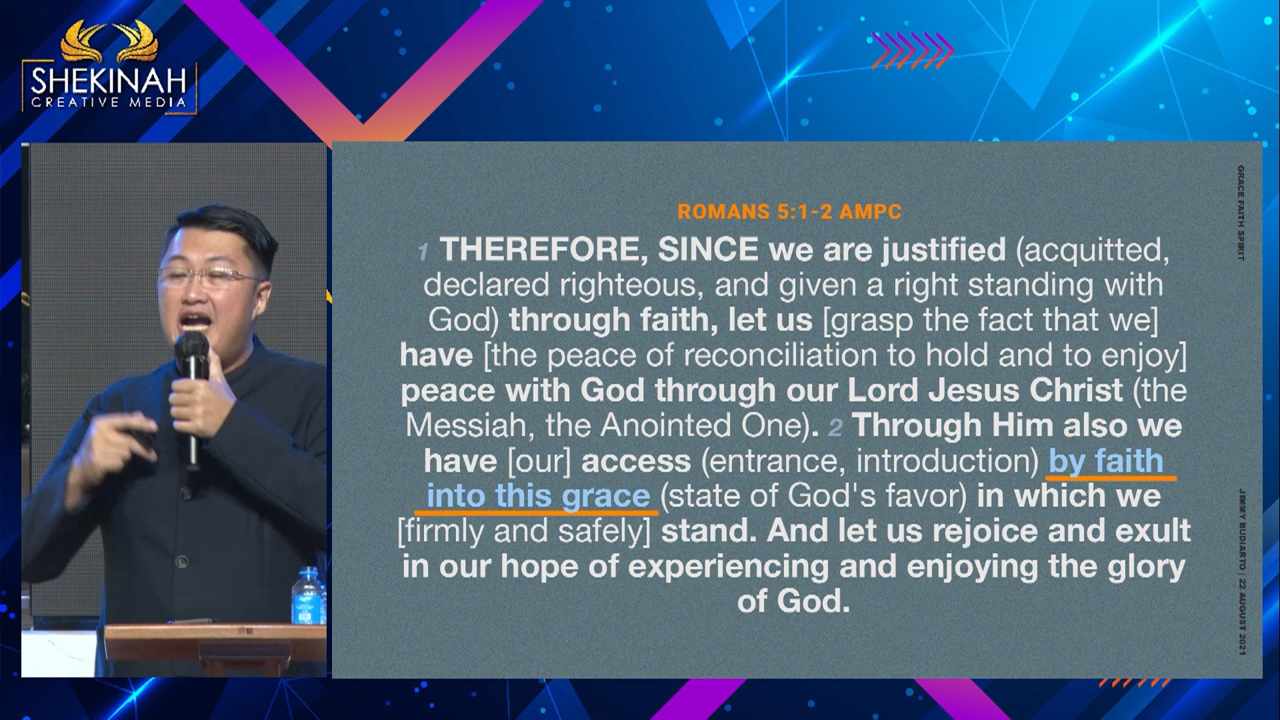 SHEKINAH
CREATIVE MEDIA
ROMANS 5:1-2 AMPC
1 THEREFORE, SINCE we are justified (acquitted,
declared righteous, and given a right standing with
God) through faith, let us [grasp the fact that we]
have [the peace of reconciliation to hold and to enjoy]
peace with God through our Lord Jesus Christ (the
Messiah, the Anointed One). 2 Through Him also we
have [our] access (entrance, introduction) by faith
into this grace (state of God's favor) in which we
[firmly and safely] stand. And let us rejoice and exult
in our hope of experiencing and enjoying the glory
of God.
GRACE FAITH SPIRIT
JIMMY BUDIARTO | 22 AUGUST 2021